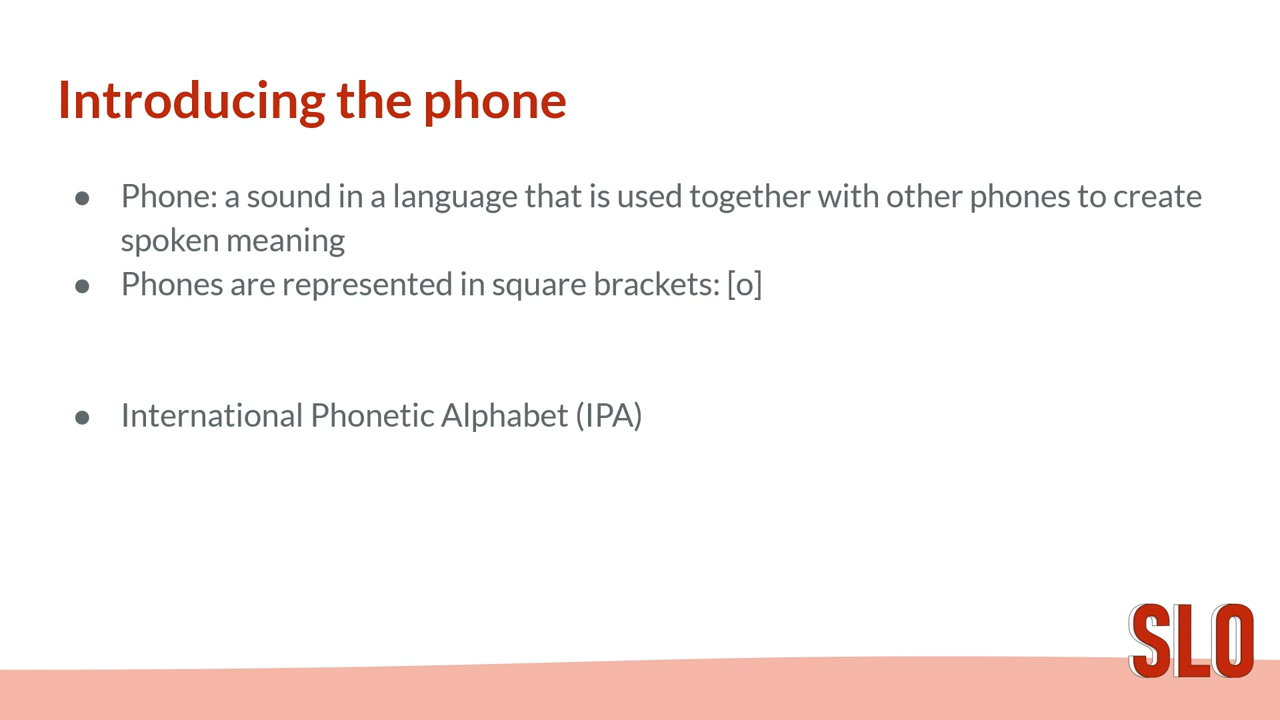 Introducing the phone
● Phone: a sound in a language that is used together with other phones to create
spoken meaning
● Phones are represented in square brackets: [o]
● International Phonetic Alphabet (IPA)
SLO